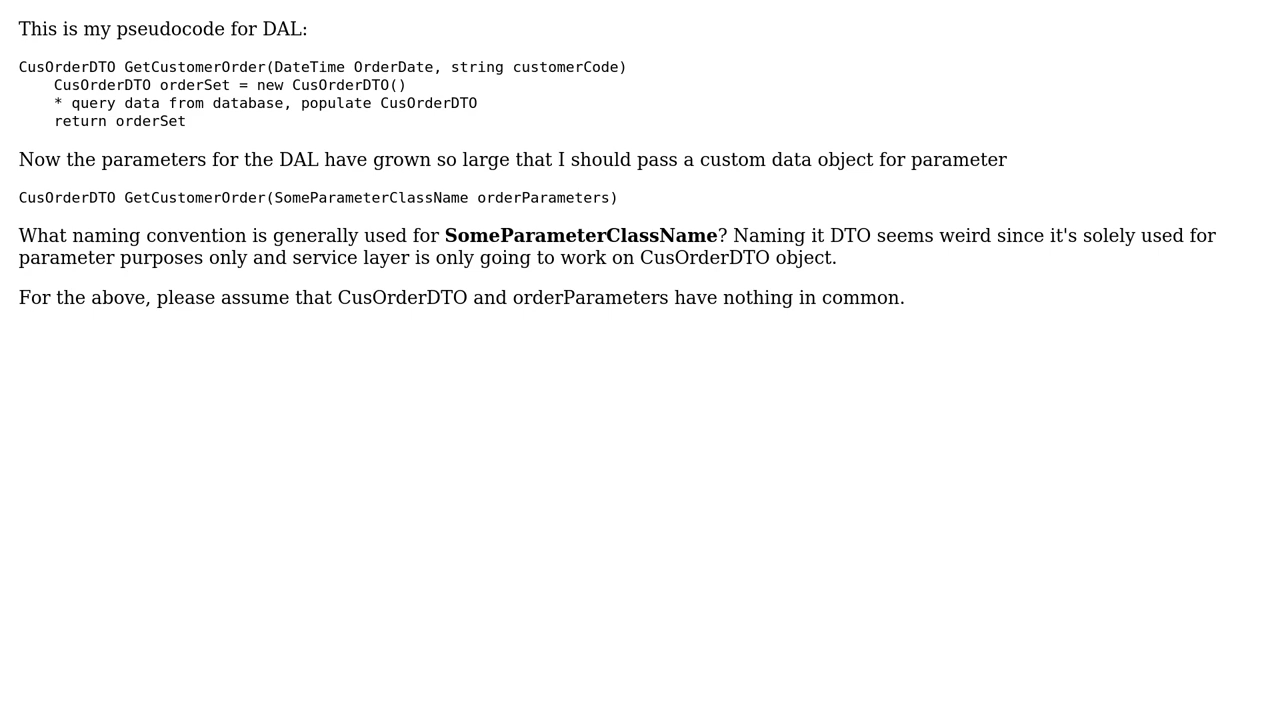 This is my pseudocode for DAL:
CusOrderDTO GetCustomerOrder(DateTime OrderDate, string customerCode)
    CusOrderDTO orderSet = new CusOrderDTO()
    * query data from database, populate CusOrderDTO
    return orderSet
Now the parameters for the DAL have grown so large that I should pass a custom data object for parameter
CusOrderDTO GetCustomerOrder(SomeParameterClassName orderParameters)
What naming convention is generally used for SomeParameterClassName? Naming it DTO seems weird since it's solely used for
parameter purposes only and service layer is only going to work on CusOrderDTO object.
For the above, please assume that CusOrderDTO and orderParameters have nothing in common.